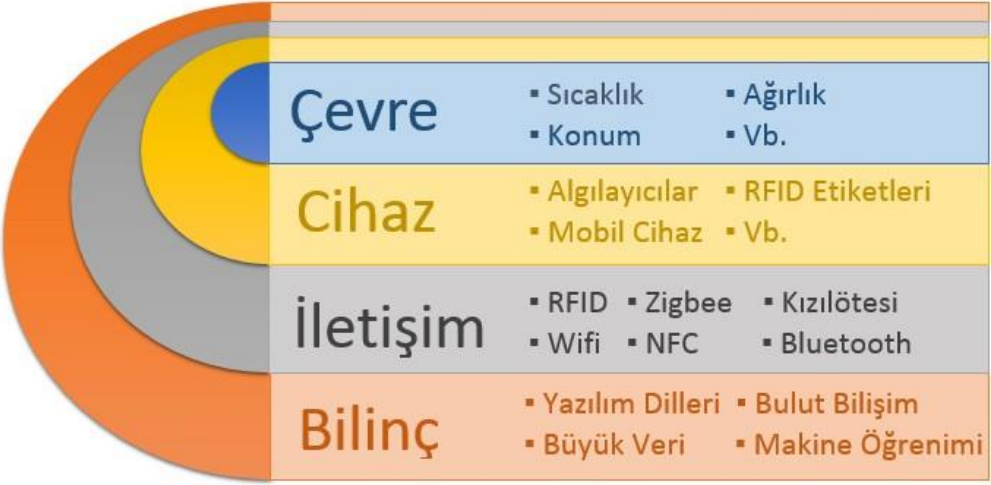 Çevre
▪ Sıcaklık ▪ Ağırlık
▪ Konum ▪ Vb.
Cihaz
▪ Algılayıcılar ▪ RFID Etiketleri
▪ Mobil Cihaz ▪ Vb.
İletişim
▪ RFID ▪ Zigbee ▪ Kızılötesi
▪ Wifi ▪ NFC ▪ Bluetooth
Bilinç
▪ Yazılım Dilleri ▪ Bulut Bilişim
▪ Büyük Veri ▪ Makine Öğrenimi